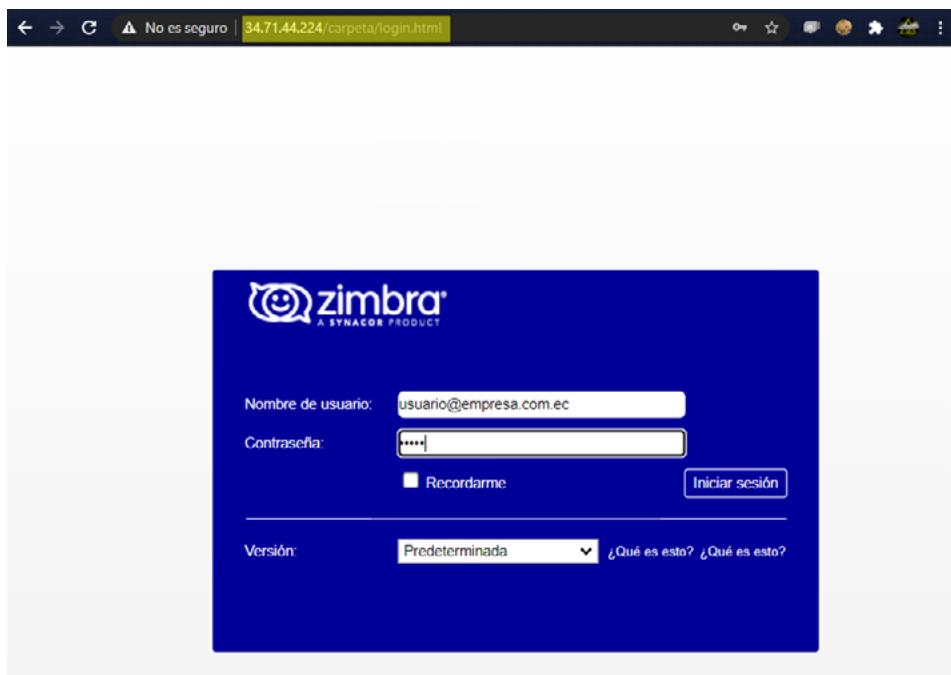 No es seguro 34.71.44.224/carpeta/login.html
zimbra®
A SYNACOR PRODUCT
Nombre de usuario: usuario@empresa.com.ec
Contraseña: •••••
Recordarme Iniciar sesión
Versión: Predeterminada ¿Qué es esto? ¿Qué es esto?